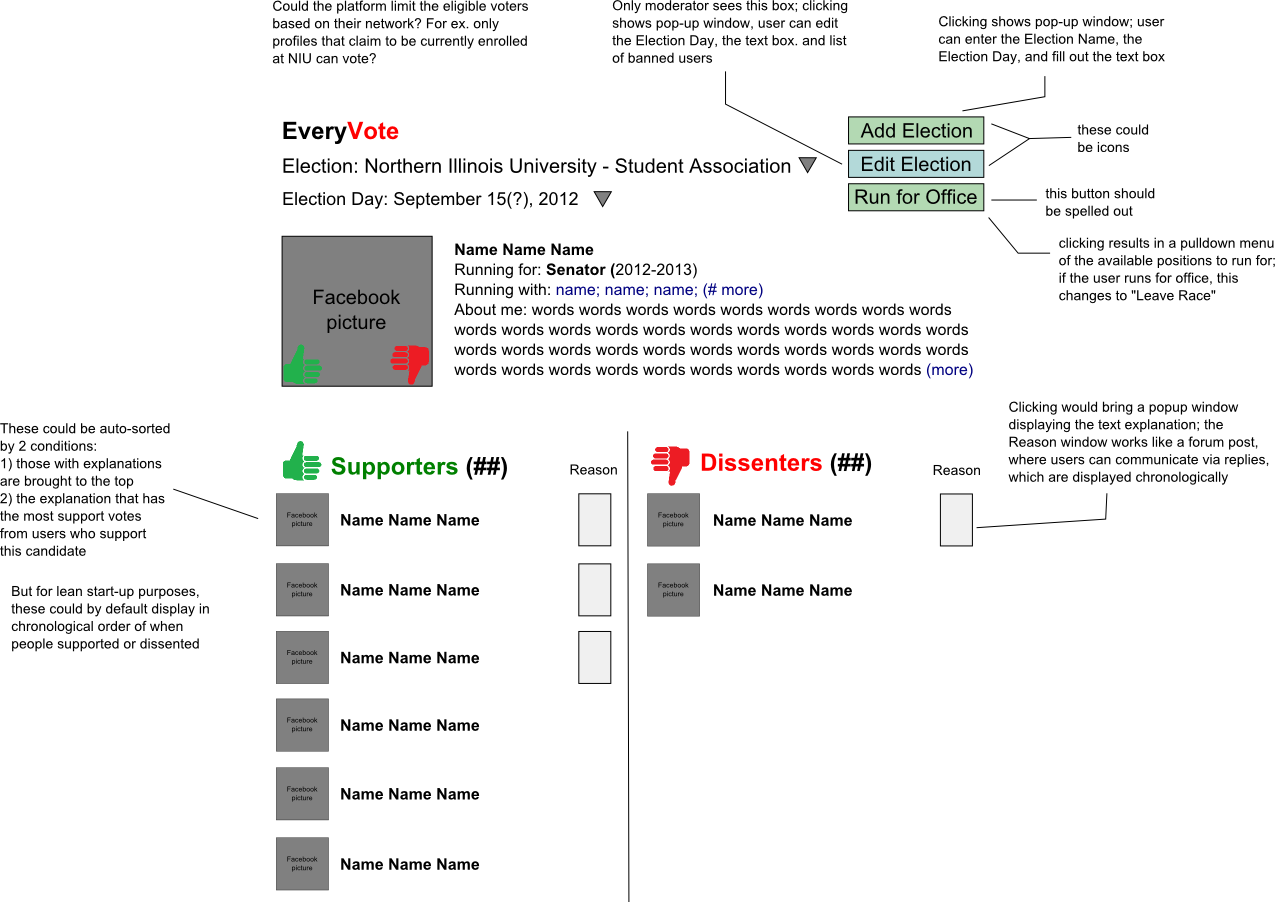 Could the platform limit the eligible voters
based on their network? For ex. only
profiles that claim to be currently enrolled
at NIU can vote?
Only moderator sees this box; clicking
shows pop-up window, user can edit
the Election Day, the text box. and list
of banned users
Clicking shows pop-up window; user
can enter the Election Name, the
Election Day, and fill out the text box
EveryVote
Election: Northern Illinois University - Student Association
Election Day: September 15(?), 2012
Add Election
Edit Election
Run for Office
these could
be icons
this button should
be spelled out
clicking results in a pulldown menu
of the available positions to run for;
if the user runs for office, this
changes to "Leave Race"
Facebook
picture
Name Name Name
Running for: Senator (2012-2013)
Running with: name; name; name; (# more)
About me: words words words words words words words words words
words words words words words words words words words words words
words words words words words words words words words words words
words words words words words words words words words words (more)
These could be auto-sorted
by 2 conditions:
1) those with explanations
are brought to the top
2) the explanation that has
the most support votes
from users who support
this candidate
But for lean start-up purposes,
these could by default display in
chronological order of when
people supported or dissented
Supporters (##)
Reason
Facebook
picture
Name Name Name
Facebook
picture
Name Name Name
Facebook
picture
Name Name Name
Facebook
picture
Name Name Name
Facebook
picture
Name Name Name
Facebook
picture
Name Name Name
Dissenters (##)
Reason
Facebook
picture
Name Name Name
Facebook
picture
Name Name Name
Clicking would bring a popup window
displaying the text explanation; the
Reason window works like a forum post,
where users can communicate via replies,
which are displayed chronologically